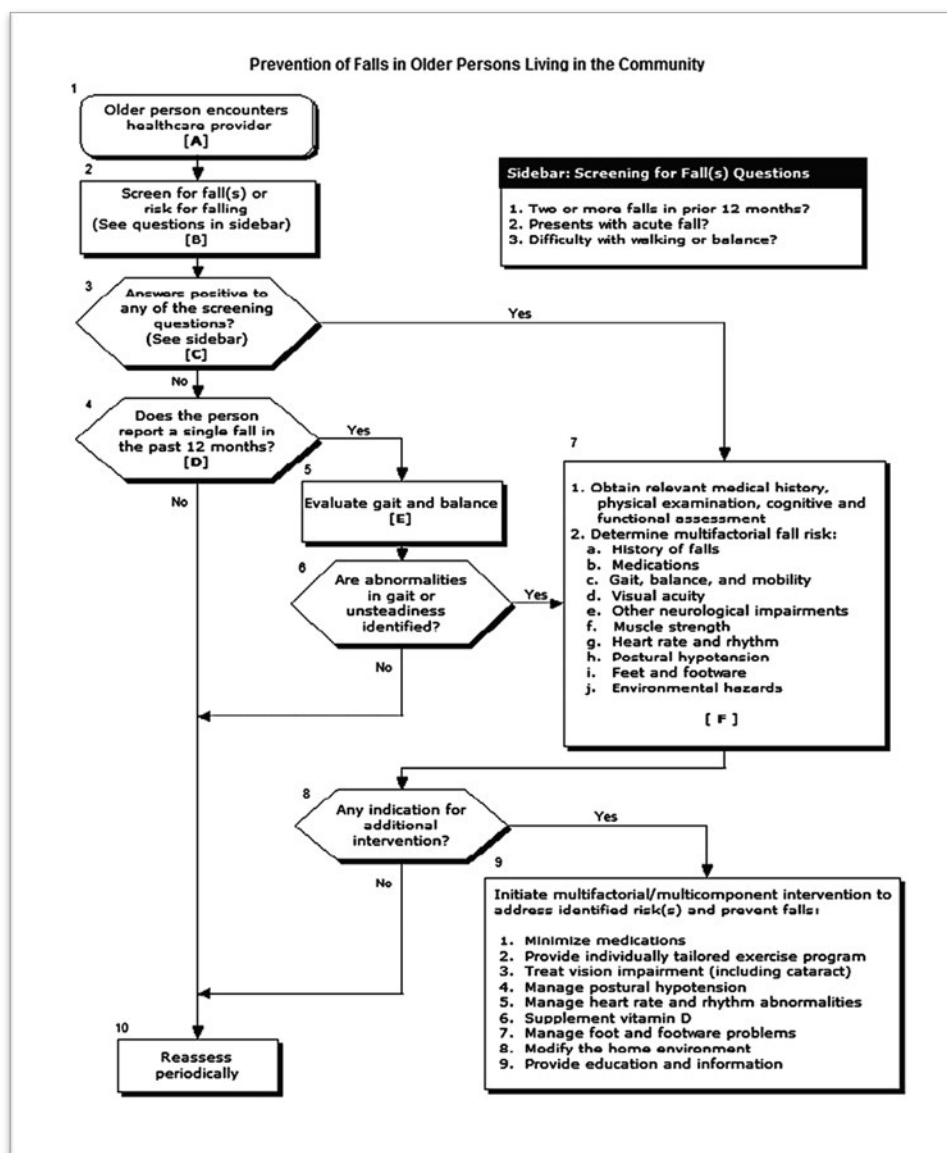 Prevention of Falls in Older Persons Living in the Community
1
Older person encounters
healthcare provider
[A]
2
Screen for fall(s) or
risk for falling
(See questions in sidebar)
[B]
Sidebar: Screening for Fall(s) Questions
1. Two or more falls in prior 12 months?
2. Presents with acute fall?
3. Difficulty with walking or balance?
3
Answers positive to
any of the screening
questions?
(See sidebar)
[C]
Yes
No
4
Does the person
report a single fall in
the past 12 months?
[D]
Yes
No
5
Evaluate gait and balance
[E]
6
Are abnormalities
in gait or
unsteadiness
identified?
Yes
No
7
1. Obtain relevant medical history,
physical examination, cognitive and
functional assessment
2. Determine multifactorial fall risk:
a. History of falls
b. Medications
c. Gait, balance, and mobility
d. Visual acuity
e. Other neurological impairments
f. Muscle strength
g. Heart rate and rhythm
h. Postural hypotension
i. Feet and footware
j. Environmental hazards
[ F ]
8
Any indication for
additional
intervention?
Yes
No
9
Initiate multifactorial/multicomponent intervention to
address identified risk(s) and prevent falls:
1. Minimize medications
2. Provide individually tailored exercise program
3. Treat vision impairment (including cataract)
4. Manage postural hypotension
5. Manage heart rate and rhythm abnormalities
6. Supplement vitamin D
7. Manage foot and footware problems
8. Modify the home environment
9. Provide education and information
10
Reassess
periodically